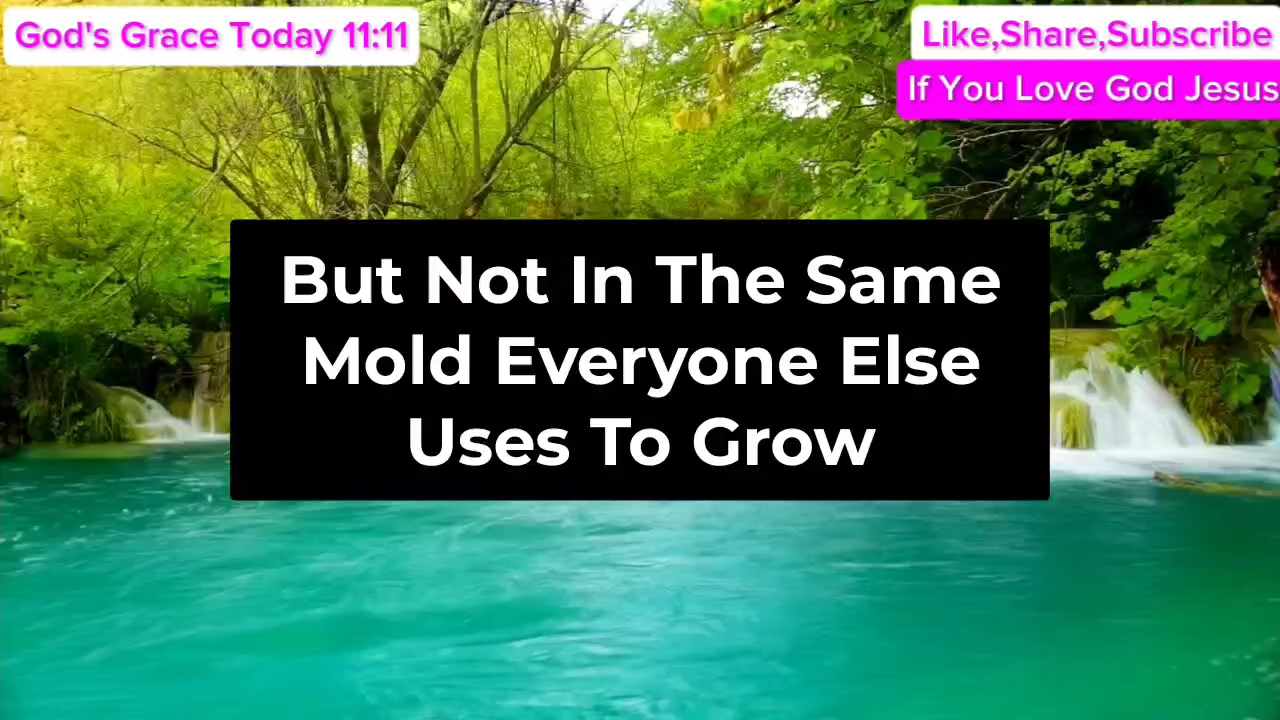 God's Grace Today 11:11
Like,Share,Subscribe
If You Love God Jesus
But Not In The Same
Mold Everyone Else
Uses To Grow